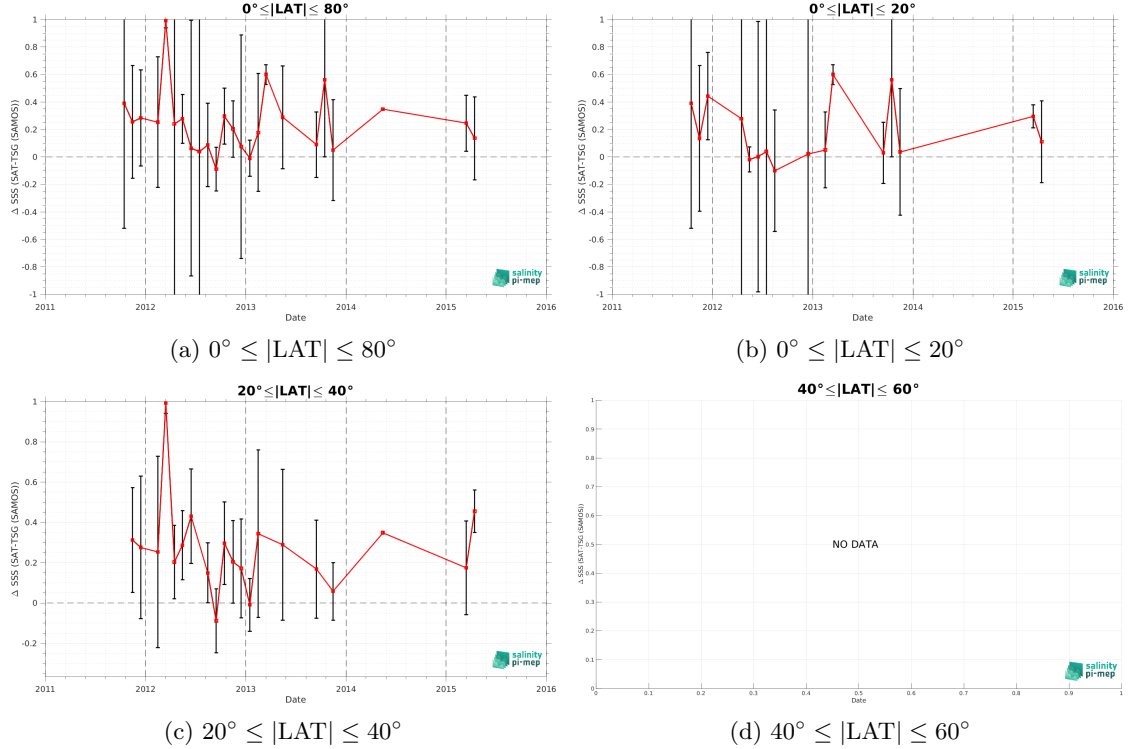 0°≤|LAT|≤ 80°
1
0.8
0.6
0.4
0.2
0
-0.2
-0.4
-0.6
-0.8
-1
Δ SSS (SAT-TSG (SAMOS))
2011 2012 2013 2014 2015 2016
Date
salinity
pi-mep
(a) 0° ≤ |LAT| ≤ 80°
0°≤|LAT|≤ 20°
1
0.8
0.6
0.4
0.2
0
-0.2
-0.4
-0.6
-0.8
-1
Δ SSS (SAT-TSG (SAMOS))
2011 2012 2013 2014 2015 2016
Date
salinity
pi-mep
(b) 0° ≤ |LAT| ≤ 20°
20°≤|LAT|≤ 40°
1
0.8
0.6
0.4
0.2
0
-0.2
Δ SSS (SAT-TSG (SAMOS))
2011 2012 2013 2014 2015 2016
Date
salinity
pi-mep
(c) 20° ≤ |LAT| ≤ 40°
40°≤|LAT|≤ 60°
1
0.9
0.8
0.7
0.6
0.5
0.4
0.3
0.2
0.1
0
Δ SSS (SAT-TSG (SAMOS))
NO DATA
0 0.1 0.2 0.3 0.4 0.5 0.6 0.7 0.8 0.9 1
Date
salinity
pi-mep
(d) 40° ≤ |LAT| ≤ 60°